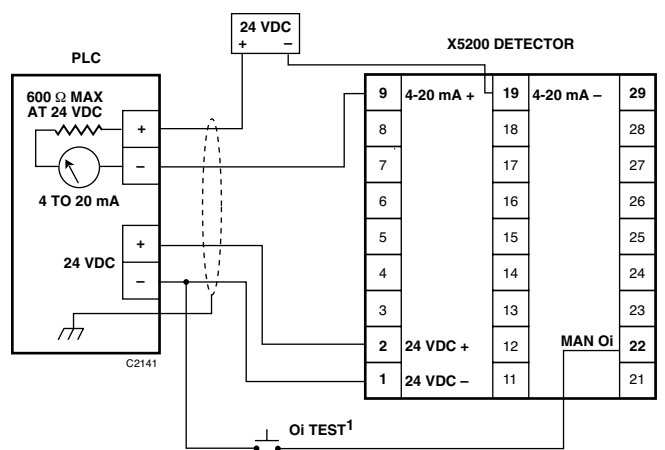 24 VDC
+ –
PLC
X5200 DETECTOR
600 Ω MAX
AT 24 VDC
+
–
4 TO 20 mA
24 VDC
+
–
C2141
9 4-20 mA + 19 4-20 mA – 29
8 18 28
7 17 27
6 16 26
5 15 25
4 14 24
3 13 23
2 24 VDC + 12 MAN Oi 22
1 24 VDC – 11 21
Oi TEST1